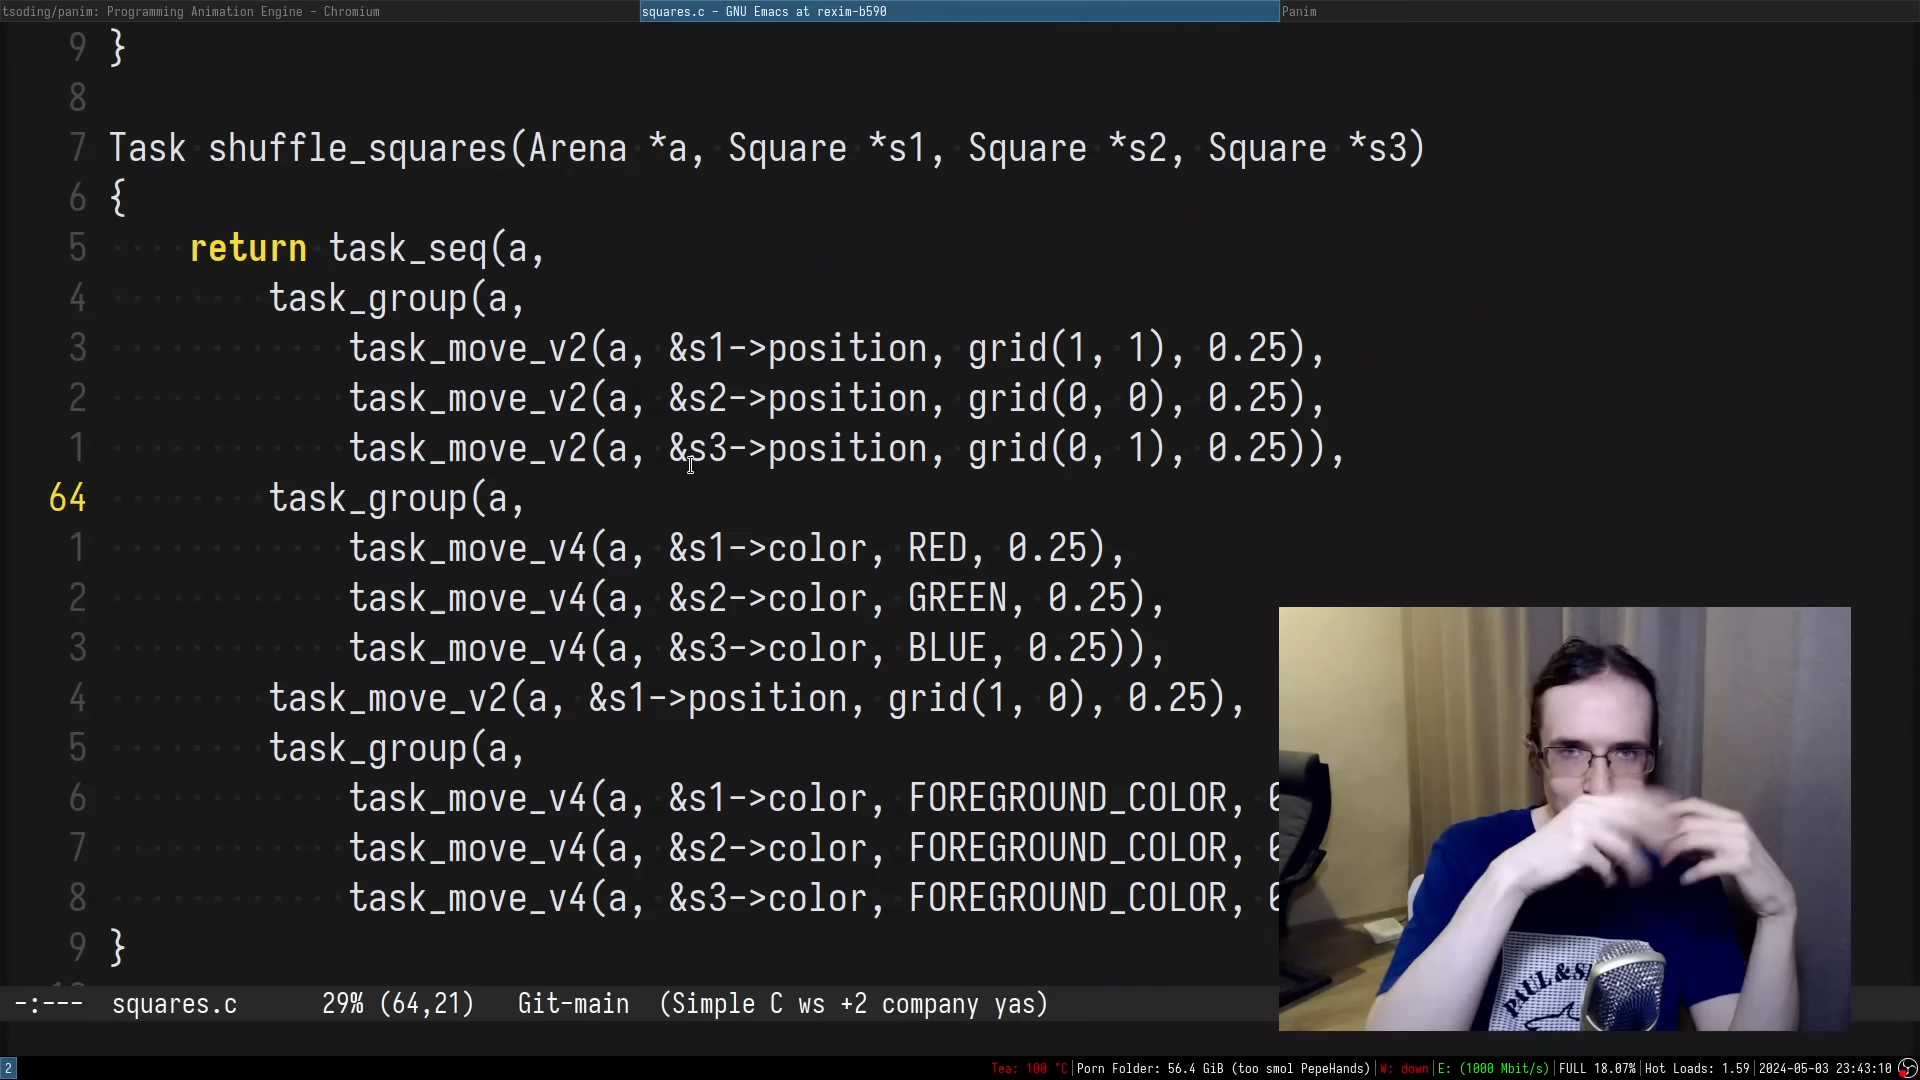 tsoding/panim: Programming Animation Engine - Chromium
squares.c - GNU Emacs at rexim-b590
Panim
9 }
8
7 Task shuffle_squares(Arena *a, Square *s1, Square *s2, Square *s3)
6 {
5 return task_seq(a,
4 task_group(a,
3 task_move_v2(a, &s1->position, grid(1, 1), 0.25),
2 task_move_v2(a, &s2->position, grid(0, 0), 0.25),
1 task_move_v2(a, &s3->position, grid(0, 1), 0.25)),
64 task_group(a,
1 task_move_v4(a, &s1->color, RED, 0.25),
2 task_move_v4(a, &s2->color, GREEN, 0.25),
3 task_move_v4(a, &s3->color, BLUE, 0.25)),
4 task_move_v2(a, &s1->position, grid(1, 0), 0.25),
5 task_group(a,
6 task_move_v4(a, &s1->color, FOREGROUND_COLOR, 0
7 task_move_v4(a, &s2->color, FOREGROUND_COLOR, 0
8 task_move_v4(a, &s3->color, FOREGROUND_COLOR, 0
9 }
PAUL &
-:--- squares.c 29% (64,21) Git-main (Simple C ws +2 company yas)
2
Tea: 100 °C|Porn Folder: 56.4 GiB (too smol PepeHands)|W: down|E: (1000 Mbit/s)|FULL 18.07%|Hot Loads: 1.59|2024-05-03 23:43:10